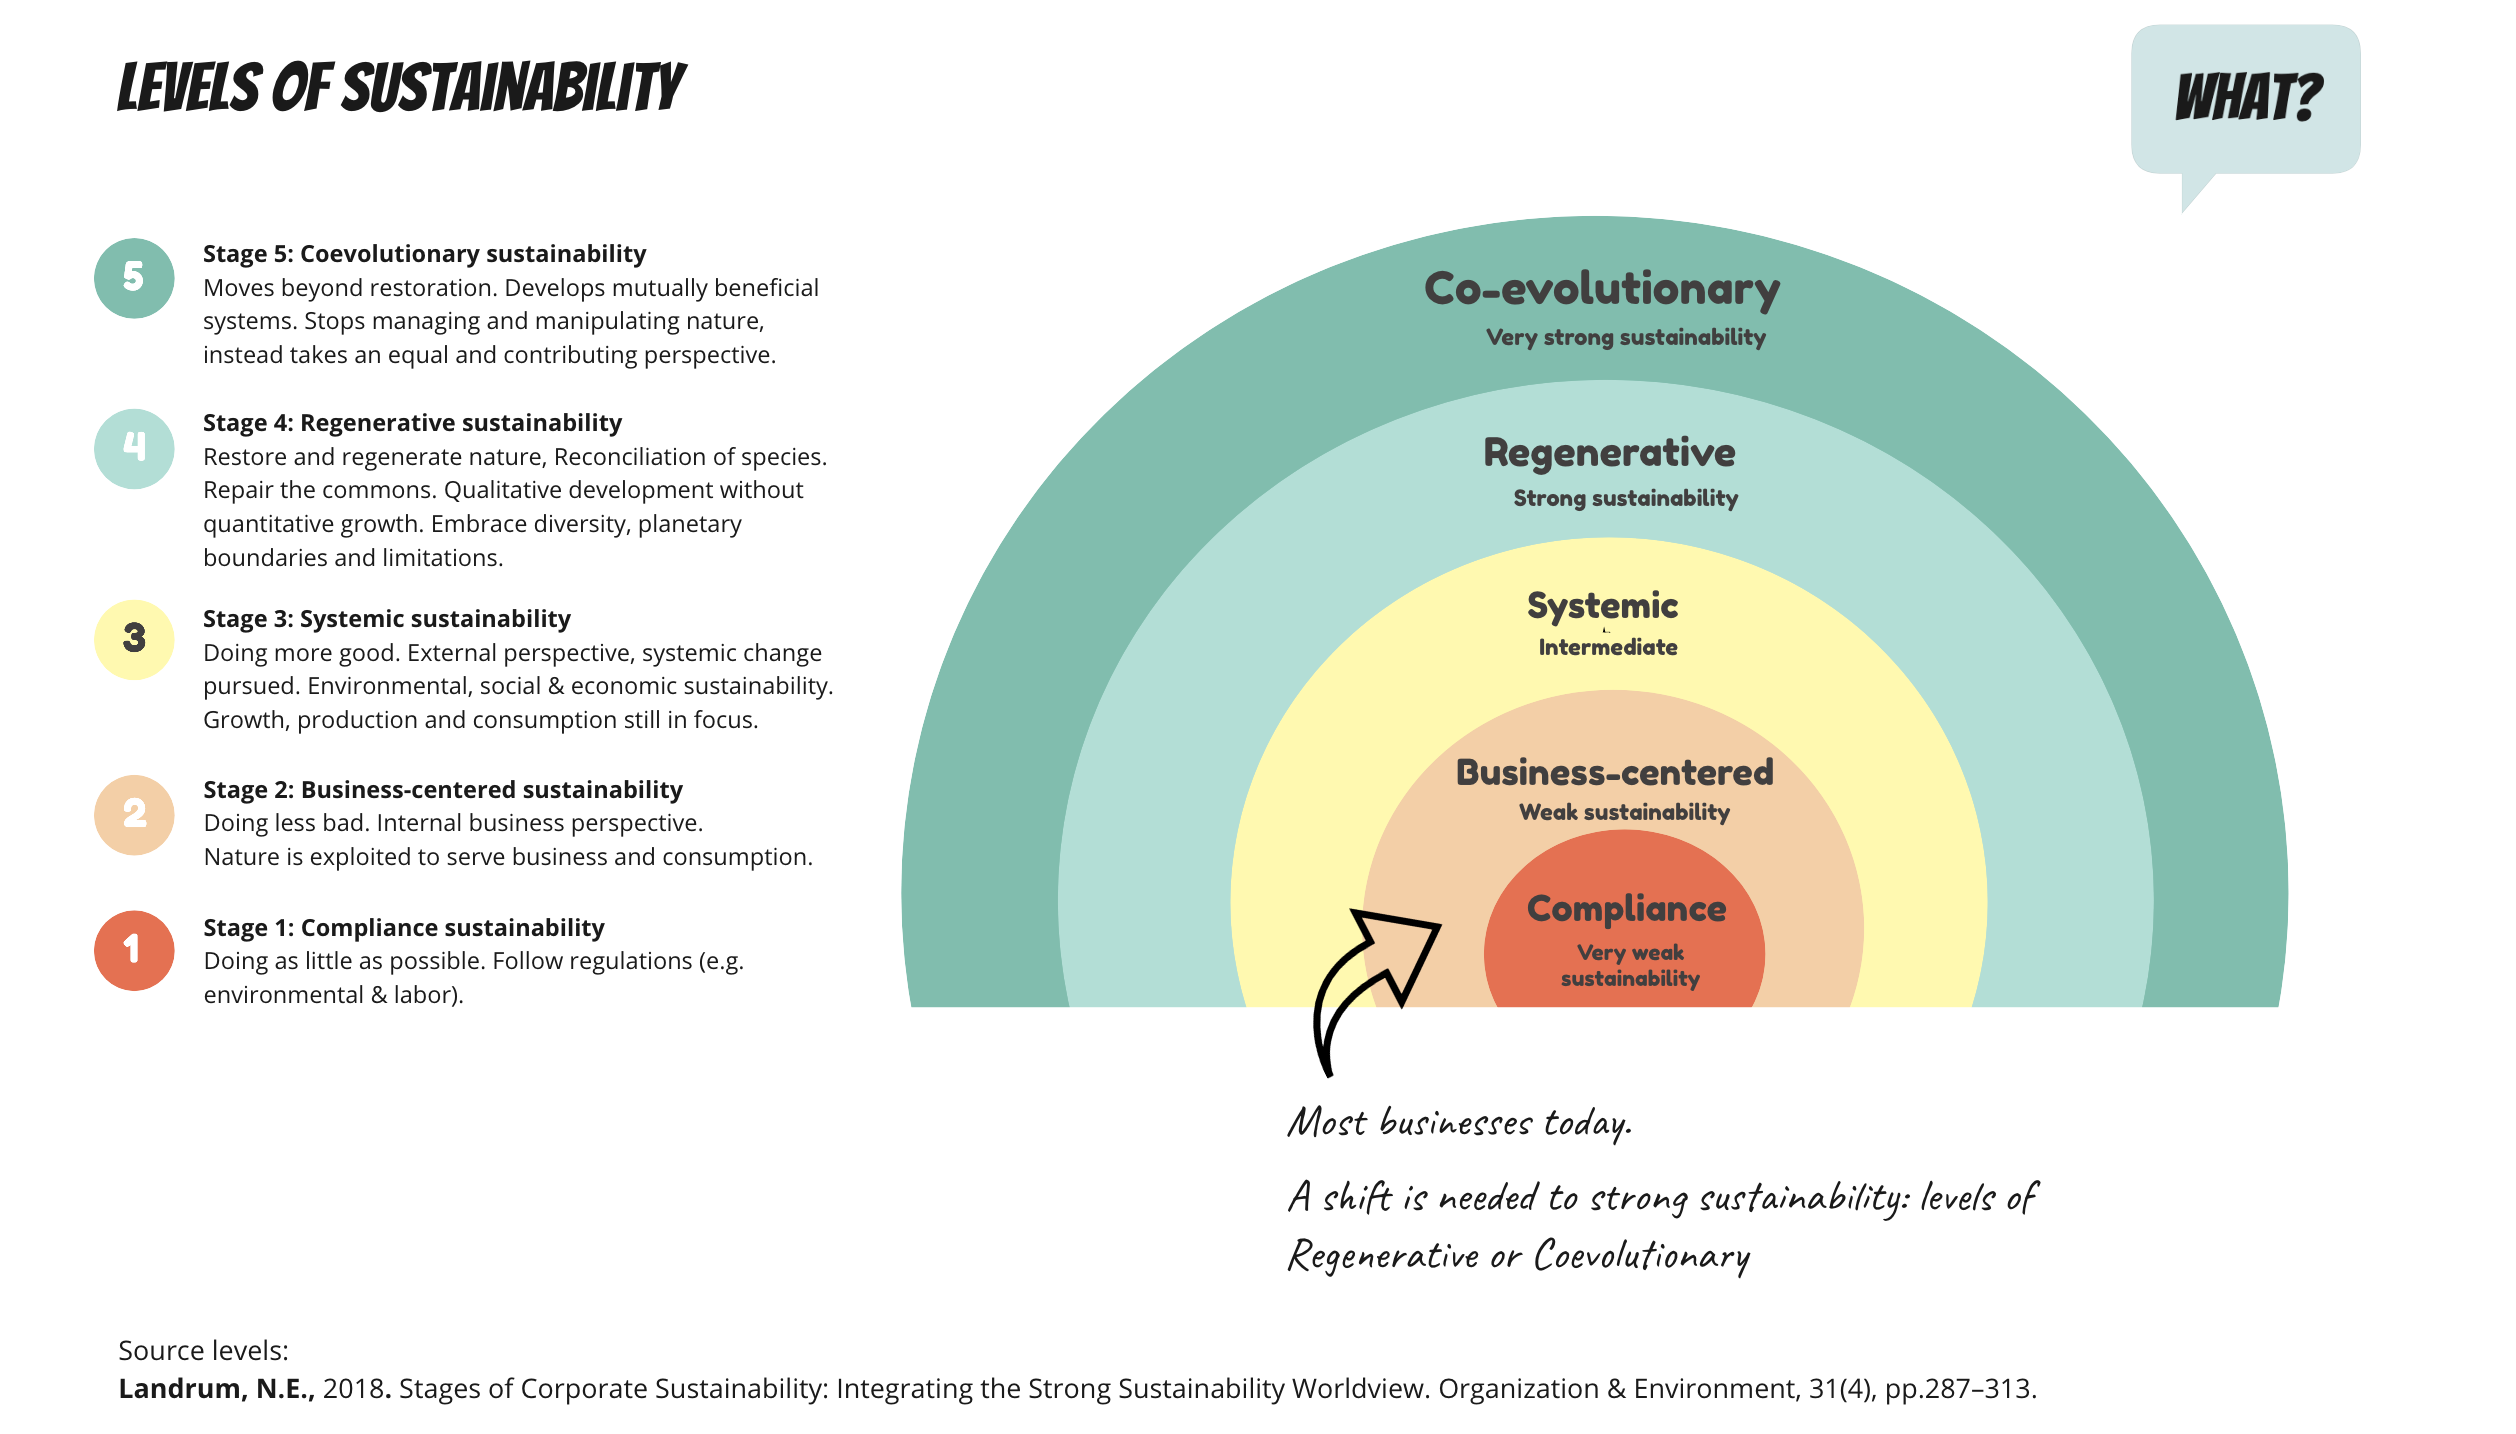 LEVELS OF SUSTAINABILITY
WHAT?
5
Stage 5: Coevolutionary sustainability
Moves beyond restoration. Develops mutually beneficial
systems. Stops managing and manipulating nature,
instead takes an equal and contributing perspective.
4
Stage 4: Regenerative sustainability
Restore and regenerate nature, Reconciliation of species.
Repair the commons. Qualitative development without
quantitative growth. Embrace diversity, planetary
boundaries and limitations.
3
Stage 3: Systemic sustainability
Doing more good. External perspective, systemic change
pursued. Environmental, social & economic sustainability.
Growth, production and consumption still in focus.
2
Stage 2: Business-centered sustainability
Doing less bad. Internal business perspective.
Nature is exploited to serve business and consumption.
1
Stage 1: Compliance sustainability
Doing as little as possible. Follow regulations (e.g.
environmental & labor).
Co-evolutionary
Very strong sustainability
Regenerative
Strong sustainability
Systemic
Intermediate
Business-centered
Weak sustainability
Compliance
Very weak
sustainability
Most businesses today.
A shift is needed to strong sustainability: levels of
Regenerative or Coevolutionary
Source levels:
Landrum, N.E., 2018. Stages of Corporate Sustainability: Integrating the Strong Sustainability Worldview. Organization & Environment, 31(4), pp.287–313.